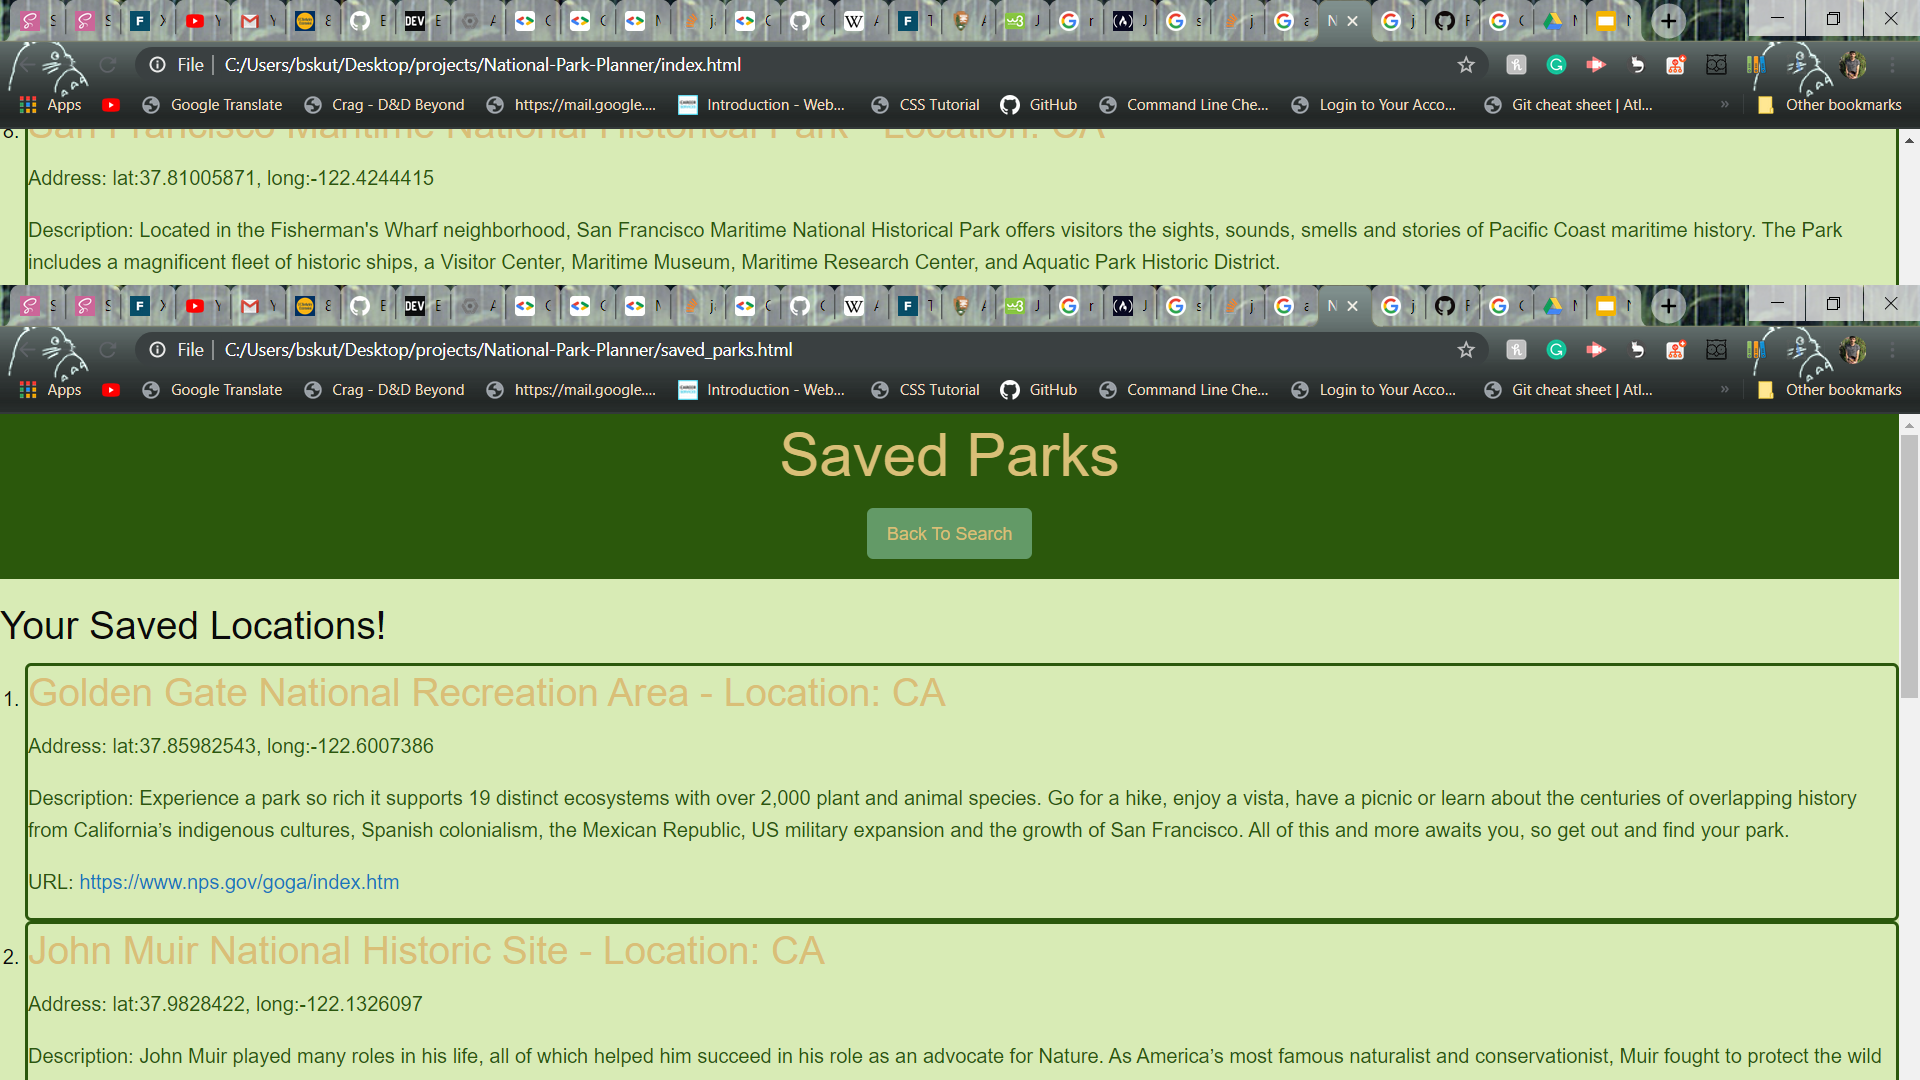 File C:/Users/bskut/Desktop/projects/National-Park-Planner/index.html
Apps Google Translate Crag - D&D Beyond https://mail.google.... Introduction - Web... CSS Tutorial GitHub Command Line Che... Login to Your Acco... Git cheat sheet | Atl... » Other bookmarks
San Francisco Maritime National Historical Park - Location: CA
Address: lat:37.81005871, long:-122.4244415
Description: Located in the Fisherman's Wharf neighborhood, San Francisco Maritime National Historical Park offers visitors the sights, sounds, smells and stories of Pacific Coast maritime history. The Park
includes a magnificent fleet of historic ships, a Visitor Center, Maritime Museum, Maritime Research Center, and Aquatic Park Historic District.
File C:/Users/bskut/Desktop/projects/National-Park-Planner/saved_parks.html
Apps Google Translate Crag - D&D Beyond https://mail.google.... Introduction - Web... CSS Tutorial GitHub Command Line Che... Login to Your Acco... Git cheat sheet | Atl... » Other bookmarks
Saved Parks
Back To Search
Your Saved Locations!
1. Golden Gate National Recreation Area - Location: CA
Address: lat:37.85982543, long:-122.6007386
Description: Experience a park so rich it supports 19 distinct ecosystems with over 2,000 plant and animal species. Go for a hike, enjoy a vista, have a picnic or learn about the centuries of overlapping history
from California’s indigenous cultures, Spanish colonialism, the Mexican Republic, US military expansion and the growth of San Francisco. All of this and more awaits you, so get out and find your park.
URL: https://www.nps.gov/goga/index.htm
2. John Muir National Historic Site - Location: CA
Address: lat:37.9828422, long:-122.1326097
Description: John Muir played many roles in his life, all of which helped him succeed in his role as an advocate for Nature. As America’s most famous naturalist and conservationist, Muir fought to protect the wild